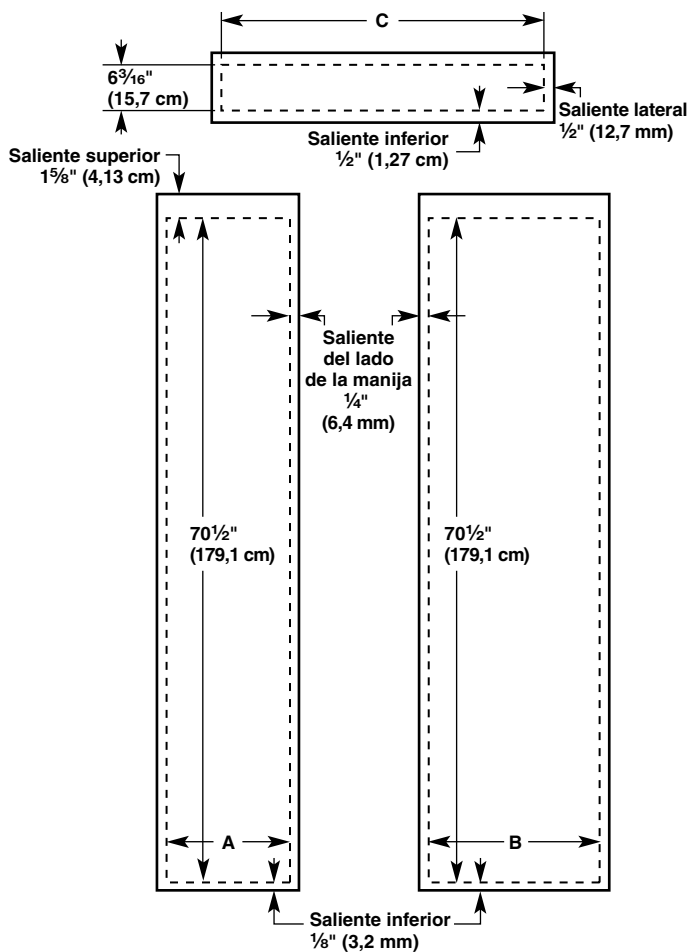 C
6 3/16"
(15,7 cm)
Saliente lateral
½" (12,7 mm)
Saliente inferior
½" (1,27 cm)
Saliente superior
1⅝" (4,13 cm)
Saliente
del lado
de la manija
¼"
(6,4 mm)
70½"
(179,1 cm)
70½"
(179,1 cm)
A
B
Saliente inferior
⅛" (3,2 mm)